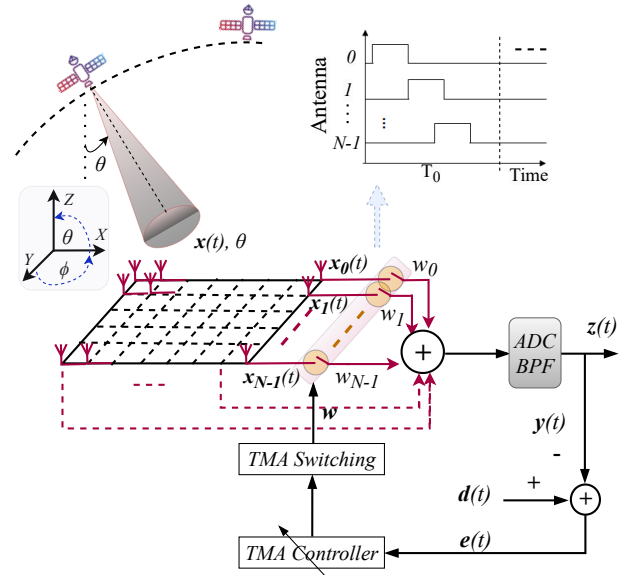 Antenna
0
1
N-1
T0
Time
θ
Z
Y
X
θ
ϕ
x(t), θ
x0(t)
w0
x1(t)
w1
xN-1(t)
wN-1
+
ADC
BPF
z(t)
w
y(t)
TMA Switching
-
+
d(t)
+
TMA Controller
e(t)